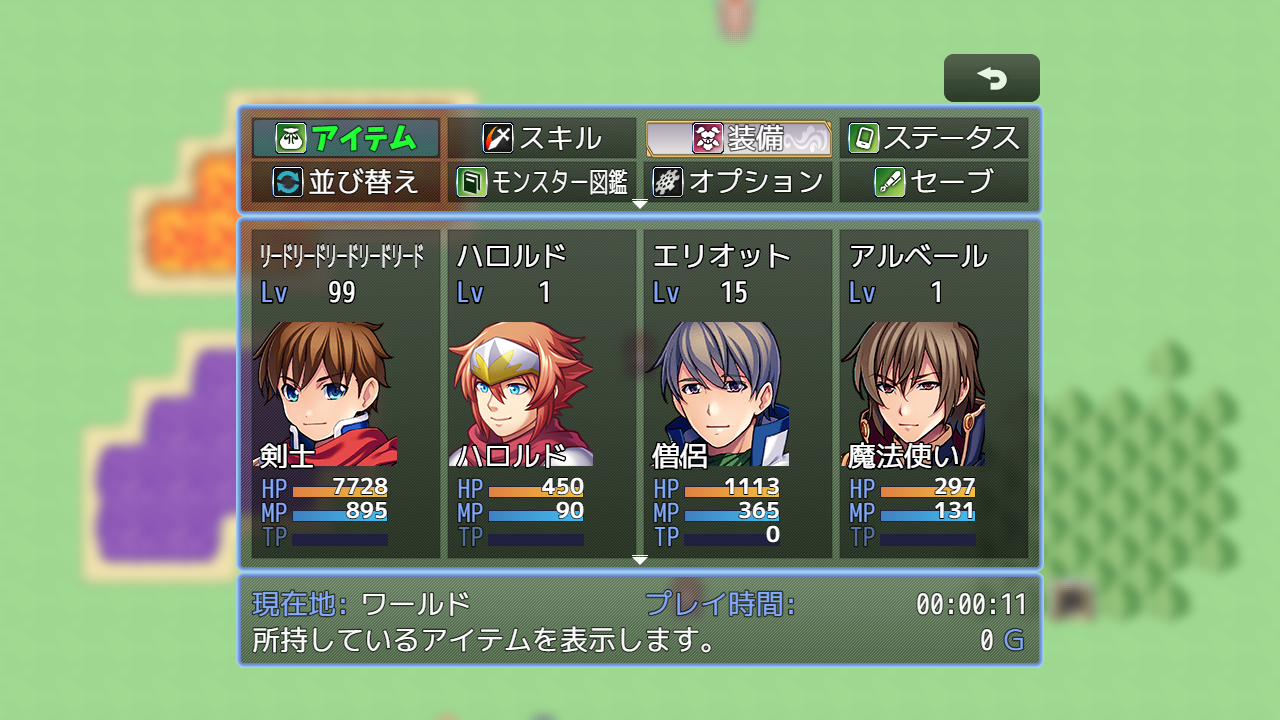 アイテム スキル 装備 ステータス
並び替え モンスター図鑑 オプション セーブ
ﾘｰﾄﾞﾘｰﾄﾞﾘｰﾄﾞﾘｰﾄﾞﾘｰﾄﾞ ハロルド エリオット アルベール
Lv 99 Lv 1 Lv 15 Lv 1
剣士 ハロルド 僧侶 魔法使い
HP 7728 HP 450 HP 1113 HP 297
MP 895 MP 90 MP 365 MP 131
TP TP TP 0 TP
現在地: ワールド プレイ時間: 00:00:11
所持しているアイテムを表示します。 0 G